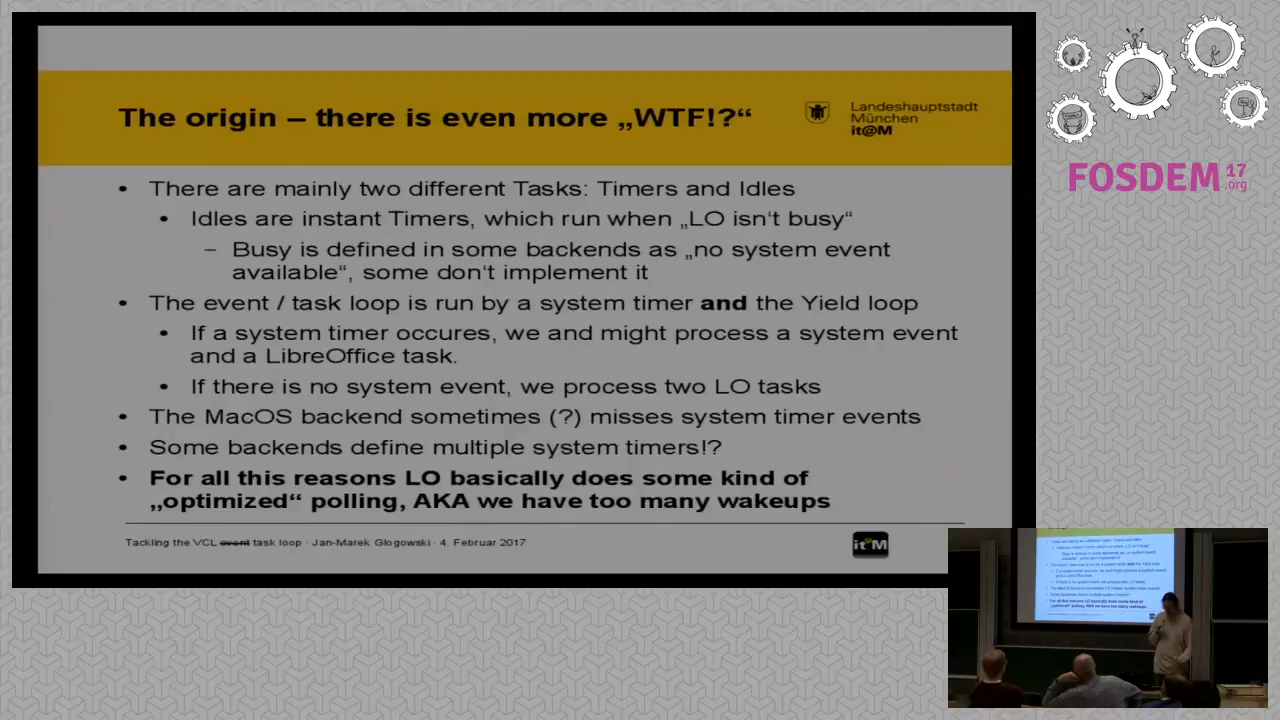 The origin – there is even more „WTF!?“
Landeshauptstadt
München
it@M
• There are mainly two different Tasks: Timers and Idles
• Idles are instant Timers, which run when „LO isn‘t busy“
– Busy is defined in some backends as „no system event
available“, some don‘t implement it
• The event / task loop is run by a system timer and the Yield loop
• If a system timer occures, we and might process a system event
and a LibreOffice task.
• If there is no system event, we process two LO tasks
• The MacOS backend sometimes (?) misses system timer events
• Some backends define multiple system timers!?
• For all this reasons LO basically does some kind of
„optimized“ polling, AKA we have too many wakeups
Tackling the VCL event task loop · Jan-Marek Glogowski · 4. Februar 2017
it@M
FOSDEM 17
.org